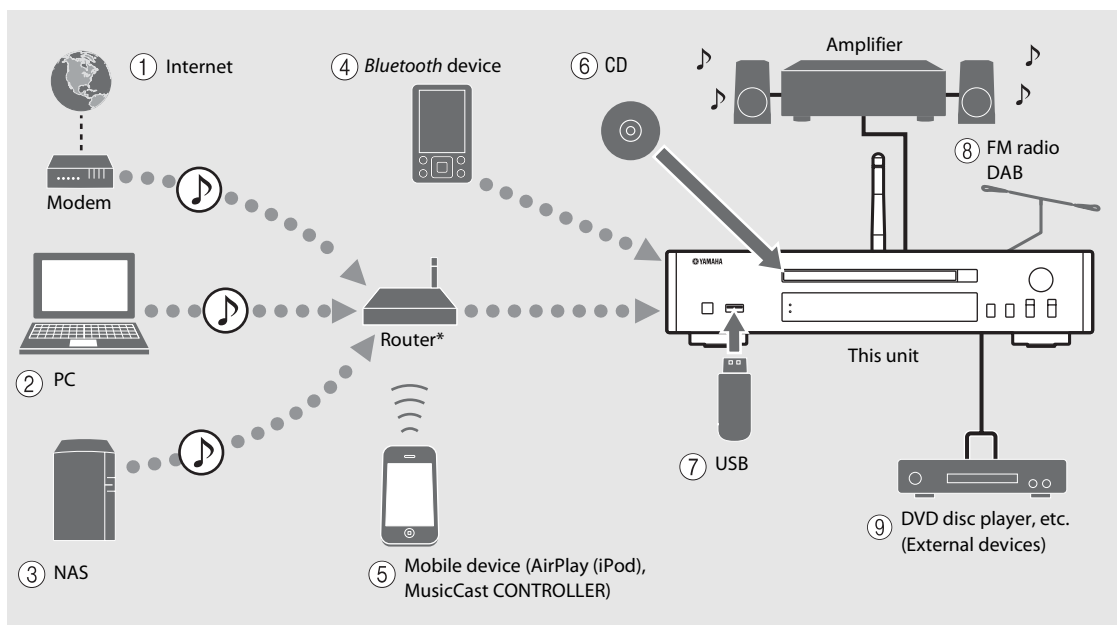 ① Internet
④ Bluetooth device
⑥ CD
Amplifier
⑧ FM radio
DAB
Modem
YAMAHA
Router*
This unit
② PC
⑦ USB
⑨ DVD disc player, etc.
(External devices)
③ NAS
⑤ Mobile device (AirPlay (iPod),
MusicCast CONTROLLER)